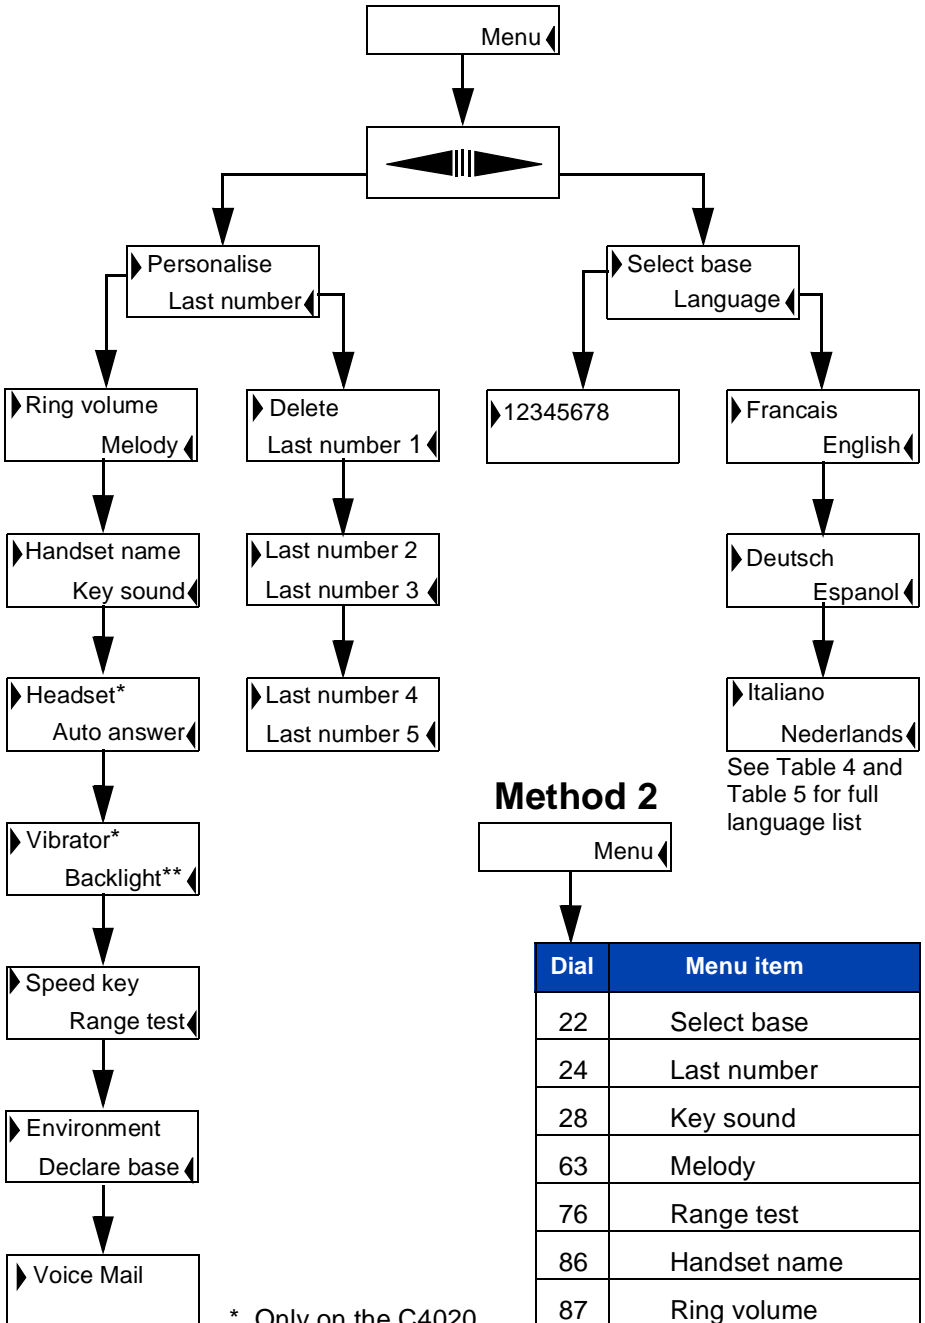 Menu
Personalise
Last number
Select base
Language
Ring volume
Melody
Delete
Last number 1
12345678
Francais
English
Handset name
Key sound
Last number 2
Last number 3
Deutsch
Espanol
Headset*
Auto answer
Last number 4
Last number 5
Italiano
Nederlands
See Table 4 and
Table 5 for full
language list
Vibrator*
Backlight**
Speed key
Range test
Environment
Declare base
Voice Mail
* Only on the C4020
Method 2
Menu
Dial Menu item
22 Select base
24 Last number
28 Key sound
63 Melody
76 Range test
86 Handset name
87 Ring volume